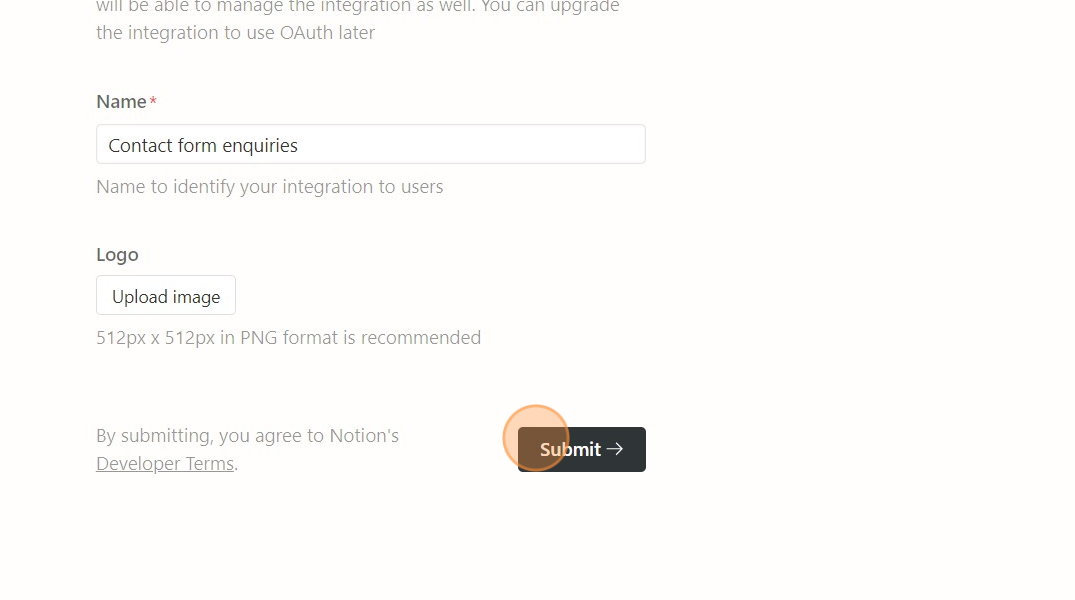 will be able to manage the integration as well. You can upgrade
the integration to use OAuth later
Name*
Contact form enquiries
Name to identify your integration to users
Logo
Upload image
512px x 512px in PNG format is recommended
By submitting, you agree to Notion's
Developer Terms.
Submit →